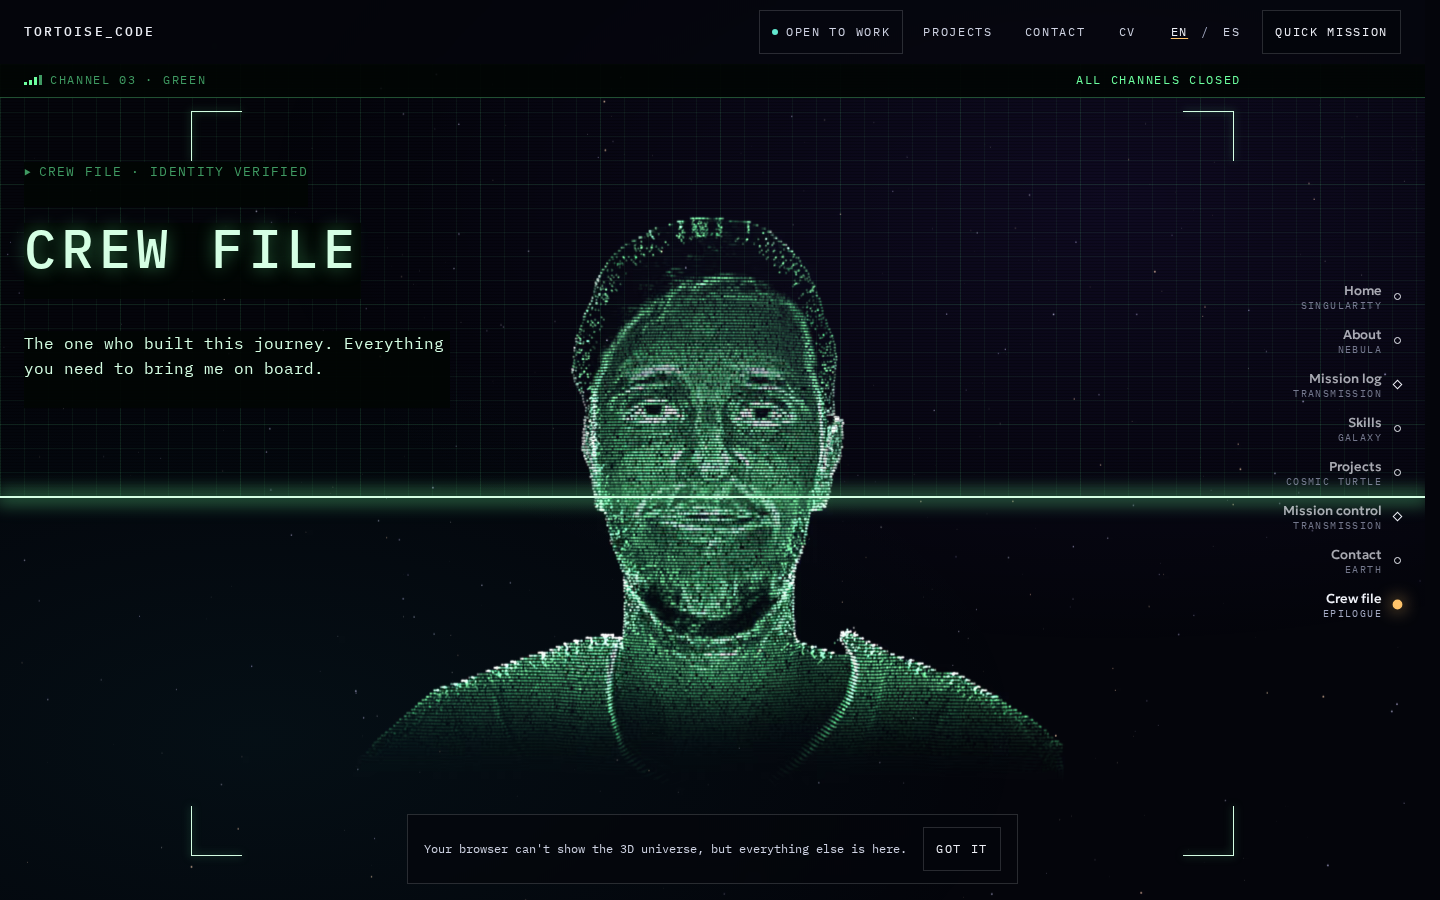 TORTOISE_CODE
OPEN TO WORK
PROJECTS
CONTACT
CV
EN / ES
QUICK MISSION
CHANNEL 03 · GREEN
ALL CHANNELS CLOSED
▸ CREW FILE · IDENTITY VERIFIED
CREW FILE
The one who built this journey. Everything
you need to bring me on board.
Home
SINGULARITY
About
NEBULA
Mission log
TRANSMISSION
Skills
GALAXY
Projects
COSMIC TURTLE
Mission control
TRANSMISSION
Contact
EARTH
Crew file
EPILOGUE
Your browser can't show the 3D universe, but everything else is here.
GOT IT